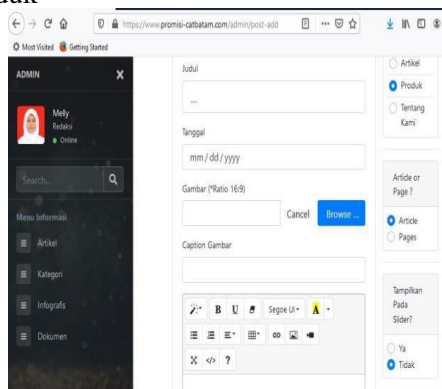 duk
https://www.promisi-catbatam.com/admin/post-add
Most Visited
Getting Started
ADMIN
X
Melly
Redaksi
Online
Search...
Menu Informasi
Artikel
Kategori
Infografis
Dokumen
Judul
...
Tanggal
mm / dd / yyyy
Gambar (*Ratio 16:9)
Cancel
Browse ...
Caption Gambar
B U Segoe UI A
X </> ?
Artikel
Produk
Tentang
Kami
Article or
Page ?
Article
Pages
Tampilkan
Pada
Slider?
Ya
Tidak